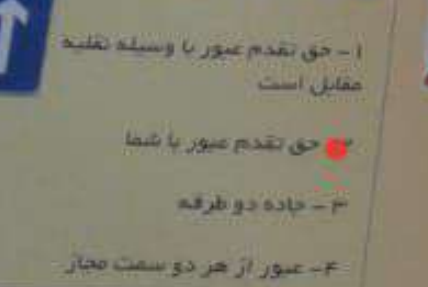 ۱ – حق تقدم عبور با وسیله نقلیه
مقابل است
۲– حق تقدم عبور با شما
۳ – جاده دو طرفه
۴– عبور از هر دو سمت مجاز